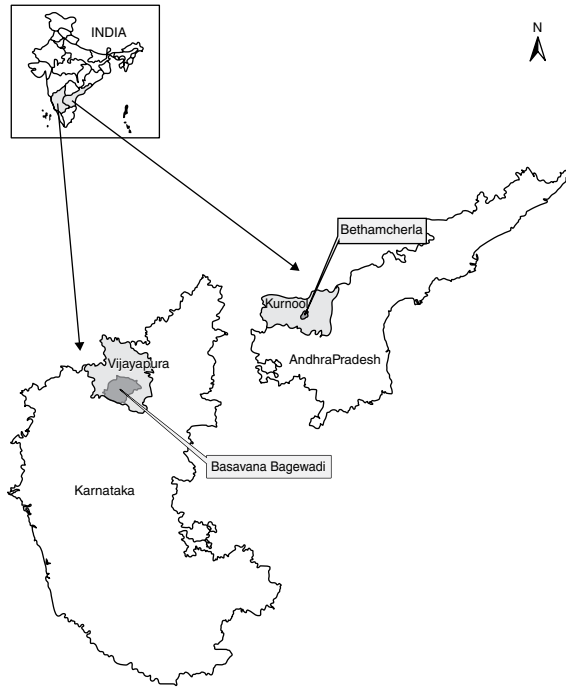 INDIA
N
Bethamcherla
Kurnool
AndhraPradesh
Vijayapura
Basavana Bagewadi
Karnataka